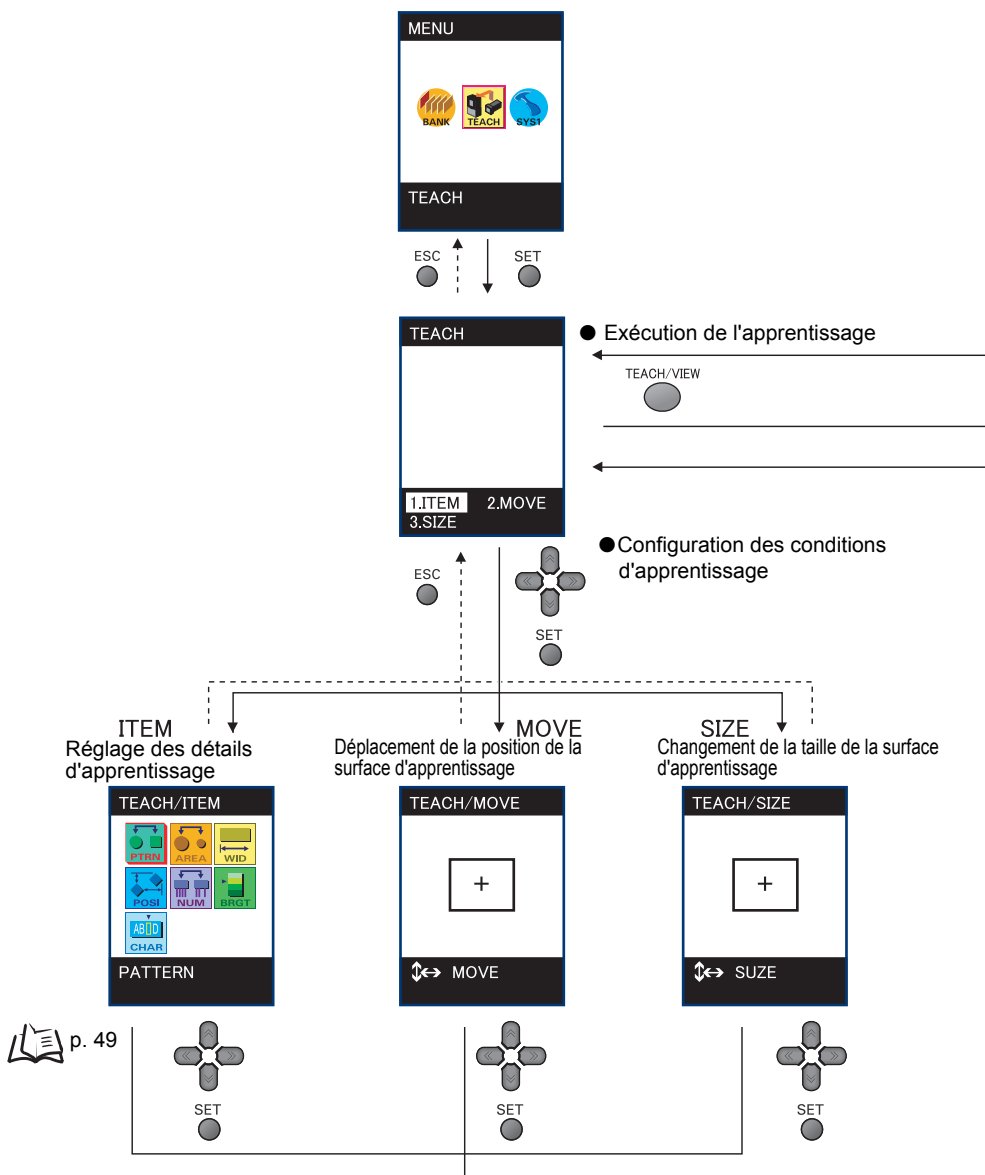 MENU
BANK
TEACH
SYS1
TEACH
ESC
SET
TEACH
● Exécution de l'apprentissage
TEACH/VIEW
1.ITEM 2.MOVE
3.SIZE
● Configuration des conditions
d'apprentissage
ESC
SET
ITEM
Réglage des détails
d'apprentissage
MOVE
Déplacement de la position de la
surface d'apprentissage
SIZE
Changement de la taille de la surface
d'apprentissage
TEACH/ITEM
PTRN
AREA
WID
POSI
NUM
BRGT
AB D
CHAR
PATTERN
TEACH/MOVE
+
MOVE
TEACH/SIZE
+
SUZE
p. 49
SET
SET
SET